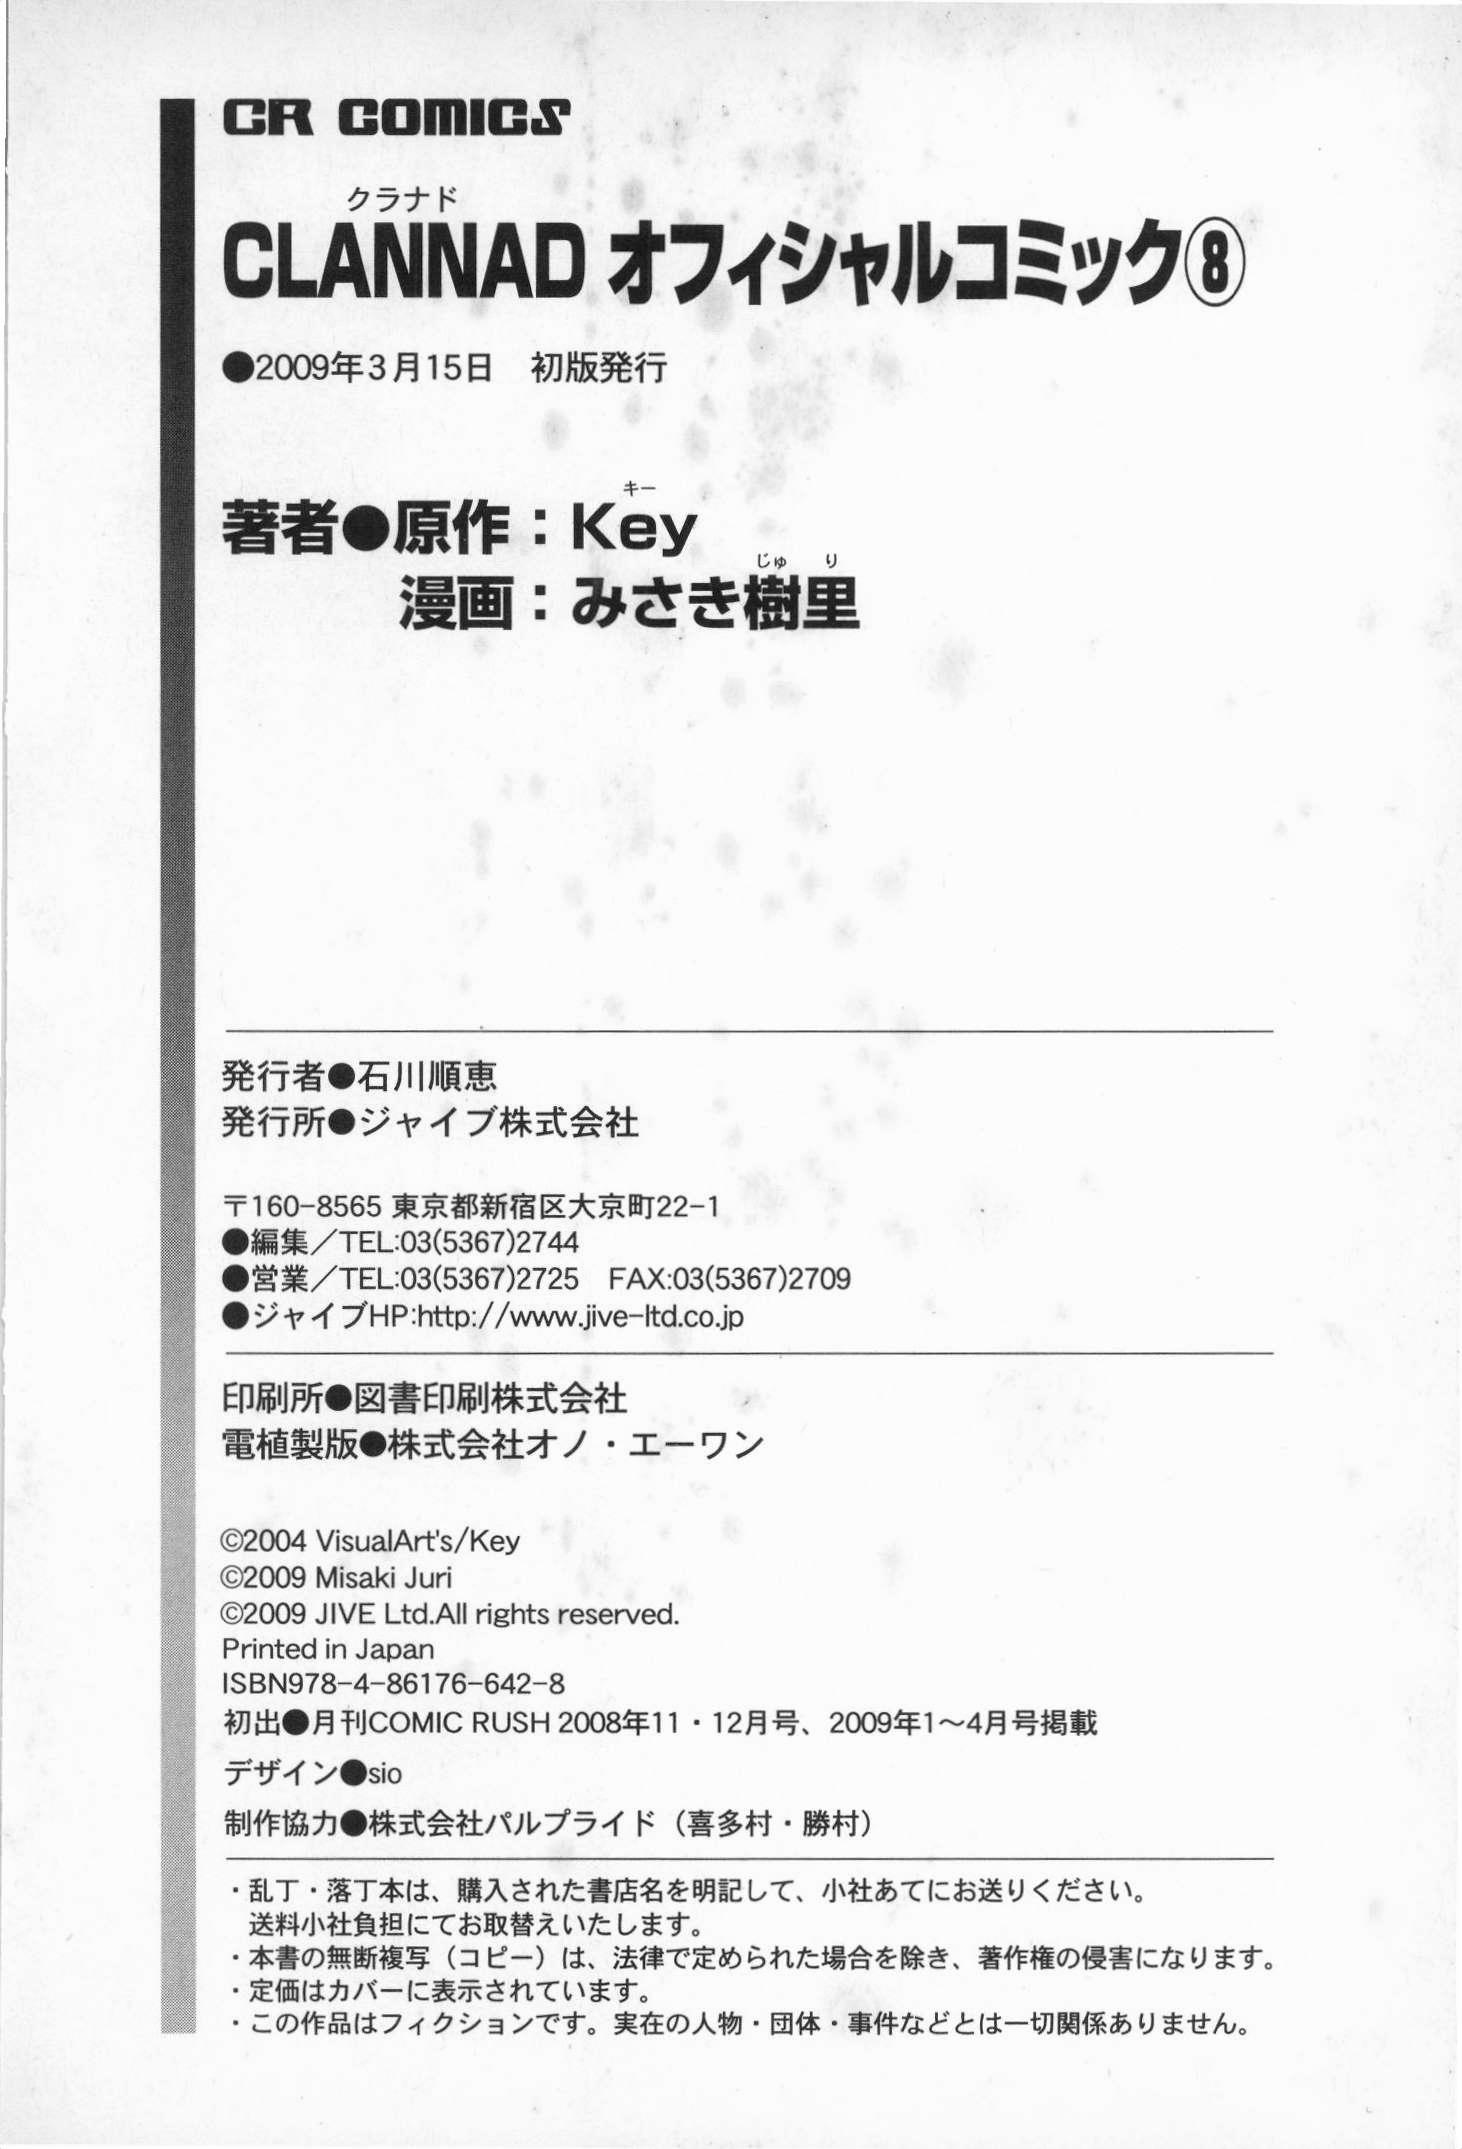 CR COMICS
クラナド
CLANNAD オフィシャルコミック⑧
●2009年3月15日　初版発行
キー
著者●原作：Key
じゅ り
漫画：みさき樹里
発行者●石川順恵
発行所●ジャイブ株式会社
〒160-8565 東京都新宿区大京町22-1
●編集／TEL:03(5367)2744
●営業／TEL:03(5367)2725　FAX:03(5367)2709
●ジャイブHP:http://www.jive-ltd.co.jp
印刷所●図書印刷株式会社
電植製版●株式会社オノ・エーワン
©2004 VisualArt's/Key
©2009 Misaki Juri
©2009 JIVE Ltd.All rights reserved.
Printed in Japan
ISBN978-4-86176-642-8
初出●月刊COMIC RUSH 2008年11・12月号、2009年1～4月号掲載
デザイン●sio
制作協力●株式会社パルプライド（喜多村・勝村）
・乱丁・落丁本は、購入された書店名を明記して、小社あてにお送りください。
送料小社負担にてお取替えいたします。
・本書の無断複写（コピー）は、法律で定められた場合を除き、著作権の侵害になります。
・定価はカバーに表示されています。
・この作品はフィクションです。実在の人物・団体・事件などとは一切関係ありません。